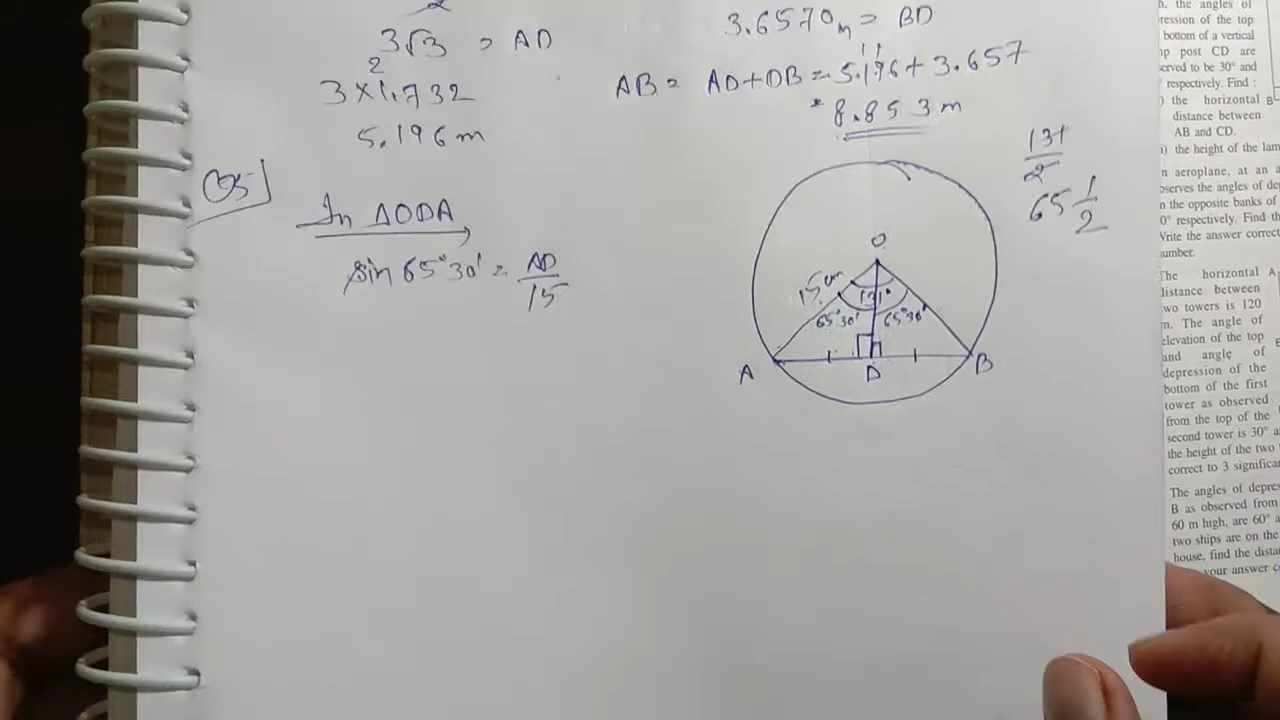 2
3√3 = AD
2
3×1.732
5.196m
3.6570m = BD
AB = AD+DB = 5.196+3.657
= 8.853m
Q5]
In ΔODA
sin 65°30' = AD/15
131/2
65 1/2
O
15cm
131°
65°30' 65°30'
A D B
h, the angles of
ression of the top
bottom of a vertical
post CD are
erved to be 30° and
respectively. Find :
) the horizontal B
distance between
AB and CD.
i) the height of the lam
n aeroplane, at an a
bserves the angles of de
n the opposite banks of
0° respectively. Find th
Write the answer correct
umber.
The horizontal A
listance between
wo towers is 120
m. The angle of
elevation of the top
and angle of
depression of the
bottom of the first
tower as observed
from the top of the
second tower is 30° a
the height of the two
correct to 3 significa
The angles of depres
B as observed from
60 m high, are 60° a
two ships are on the
house, find the dista
your answer c